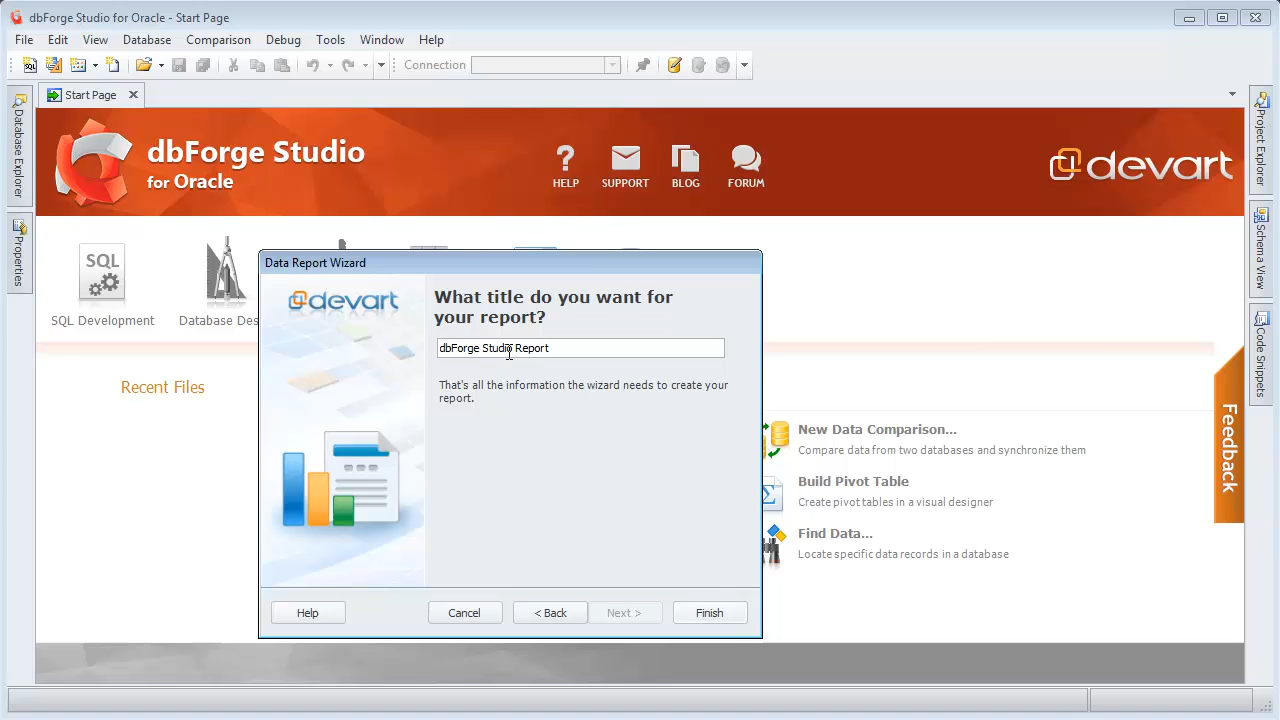 dbForge Studio for Oracle - Start Page
File Edit View Database Comparison Debug Tools Window Help
Connection
Start Page
Database Explorer
Properties
Project Explorer
Schema View
Code Snippets
dbForge Studio
for Oracle
HELP SUPPORT BLOG FORUM
devart
SQL
SQL Development
Database Des
Recent Files
Data Report Wizard
devart
What title do you want for
your report?
dbForge Studio Report
That's all the information the wizard needs to create your
report.
Help Cancel < Back Next > Finish
New Data Comparison...
Compare data from two databases and synchronize them
Build Pivot Table
Create pivot tables in a visual designer
Find Data...
Locate specific data records in a database
Feedback